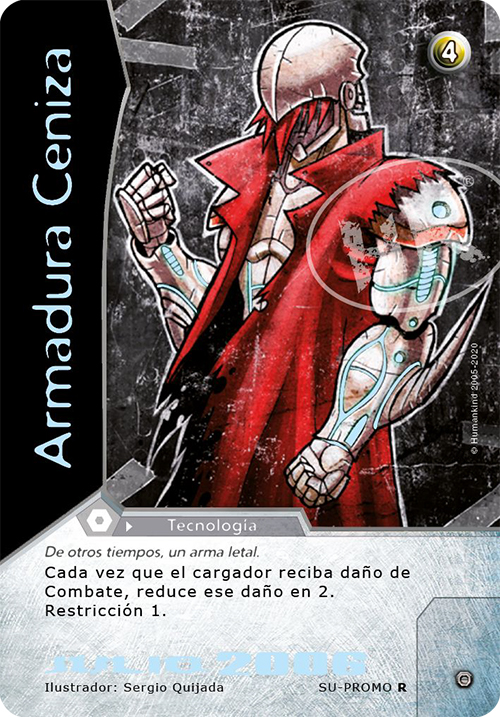 Armadura Ceniza
4
© Humankind 2005-2020
Tecnología
De otros tiempos, un arma letal.
Cada vez que el cargador reciba daño de
Combate, reduce ese daño en 2.
Restricción 1.
JULIO 2006
Ilustrador: Sergio Quijada SU-PROMO R